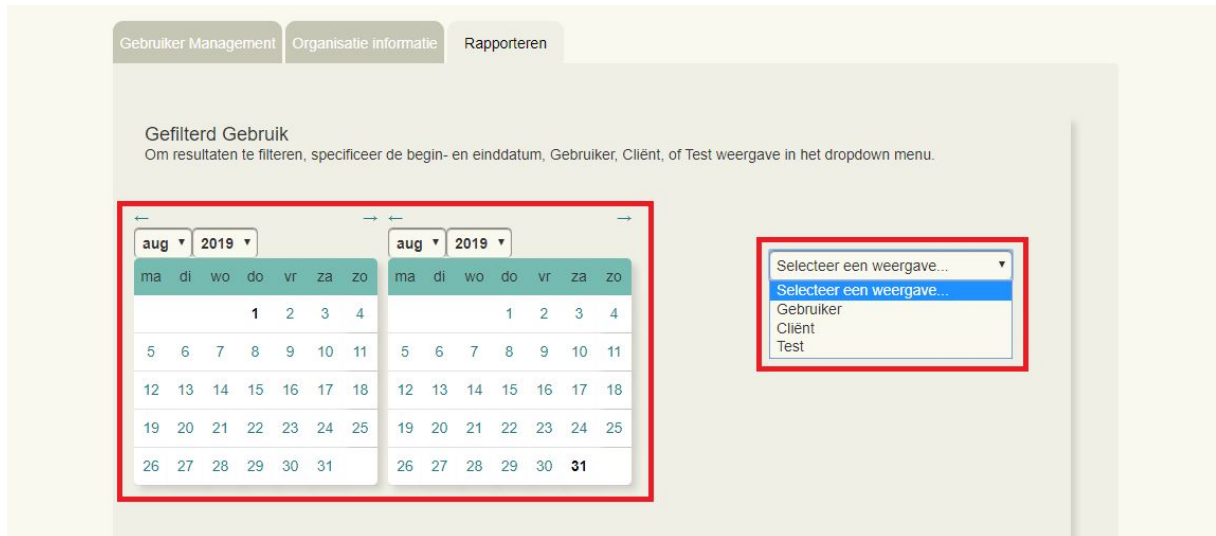 Gebruiker Management Organisatie informatie Rapporteren
Gefilterd Gebruik
Om resultaten te filteren, specificeer de begin- en einddatum, Gebruiker, Cliënt, of Test weergave in het dropdown menu.
← → ← →
aug ▼ 2019 ▼ aug ▼ 2019 ▼
ma di wo do vr za zo ma di wo do vr za zo
1 2 3 4 1 2 3 4
5 6 7 8 9 10 11 5 6 7 8 9 10 11
12 13 14 15 16 17 18 12 13 14 15 16 17 18
19 20 21 22 23 24 25 19 20 21 22 23 24 25
26 27 28 29 30 31 26 27 28 29 30 31
Selecteer een weergave... ▼
Selecteer een weergave...
Gebruiker
Cliënt
Test